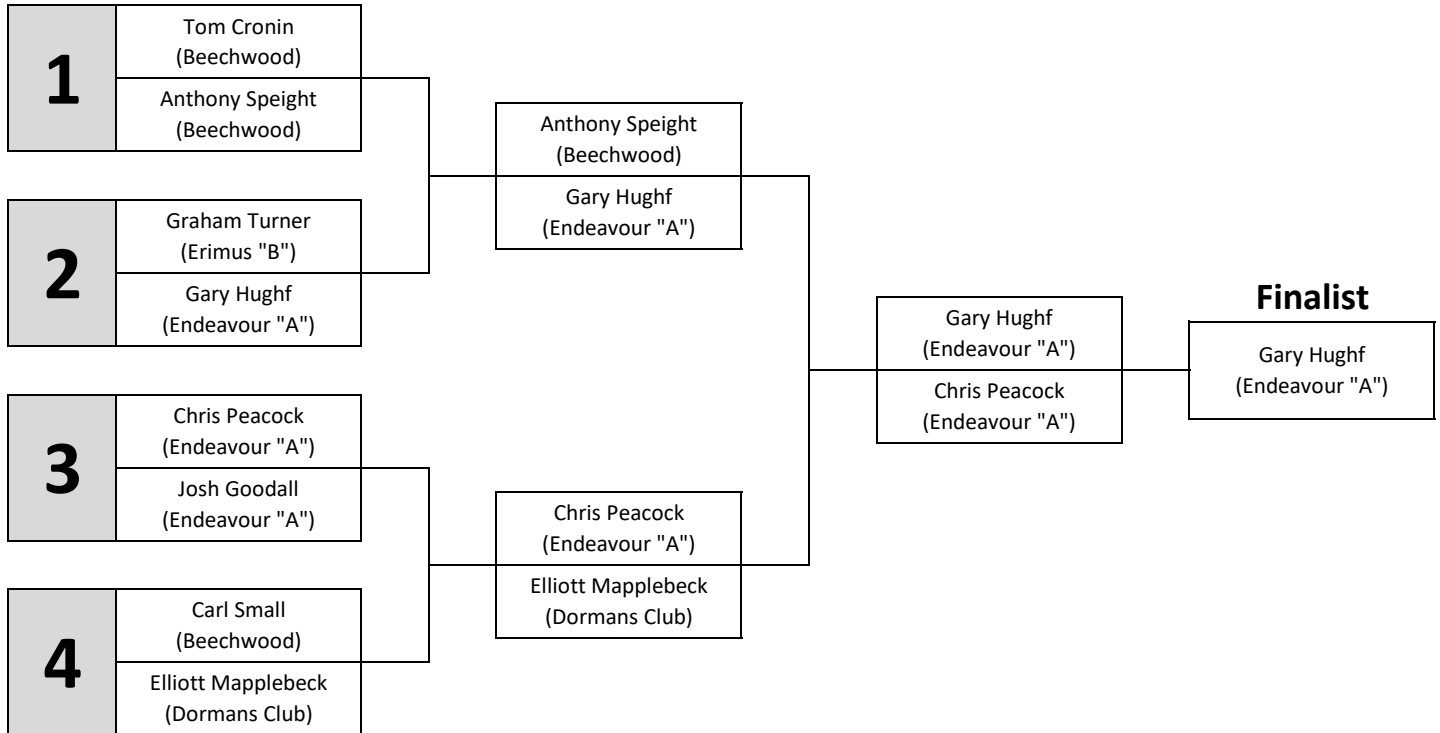 1
Tom Cronin
(Beechwood)
Anthony Speight
(Beechwood)
2
Graham Turner
(Erimus "B")
Gary Hughf
(Endeavour "A")
3
Chris Peacock
(Endeavour "A")
Josh Goodall
(Endeavour "A")
4
Carl Small
(Beechwood)
Elliott Mapplebeck
(Dormans Club)
Anthony Speight
(Beechwood)
Gary Hughf
(Endeavour "A")
Chris Peacock
(Endeavour "A")
Elliott Mapplebeck
(Dormans Club)
Gary Hughf
(Endeavour "A")
Chris Peacock
(Endeavour "A")
Finalist
Gary Hughf
(Endeavour "A")